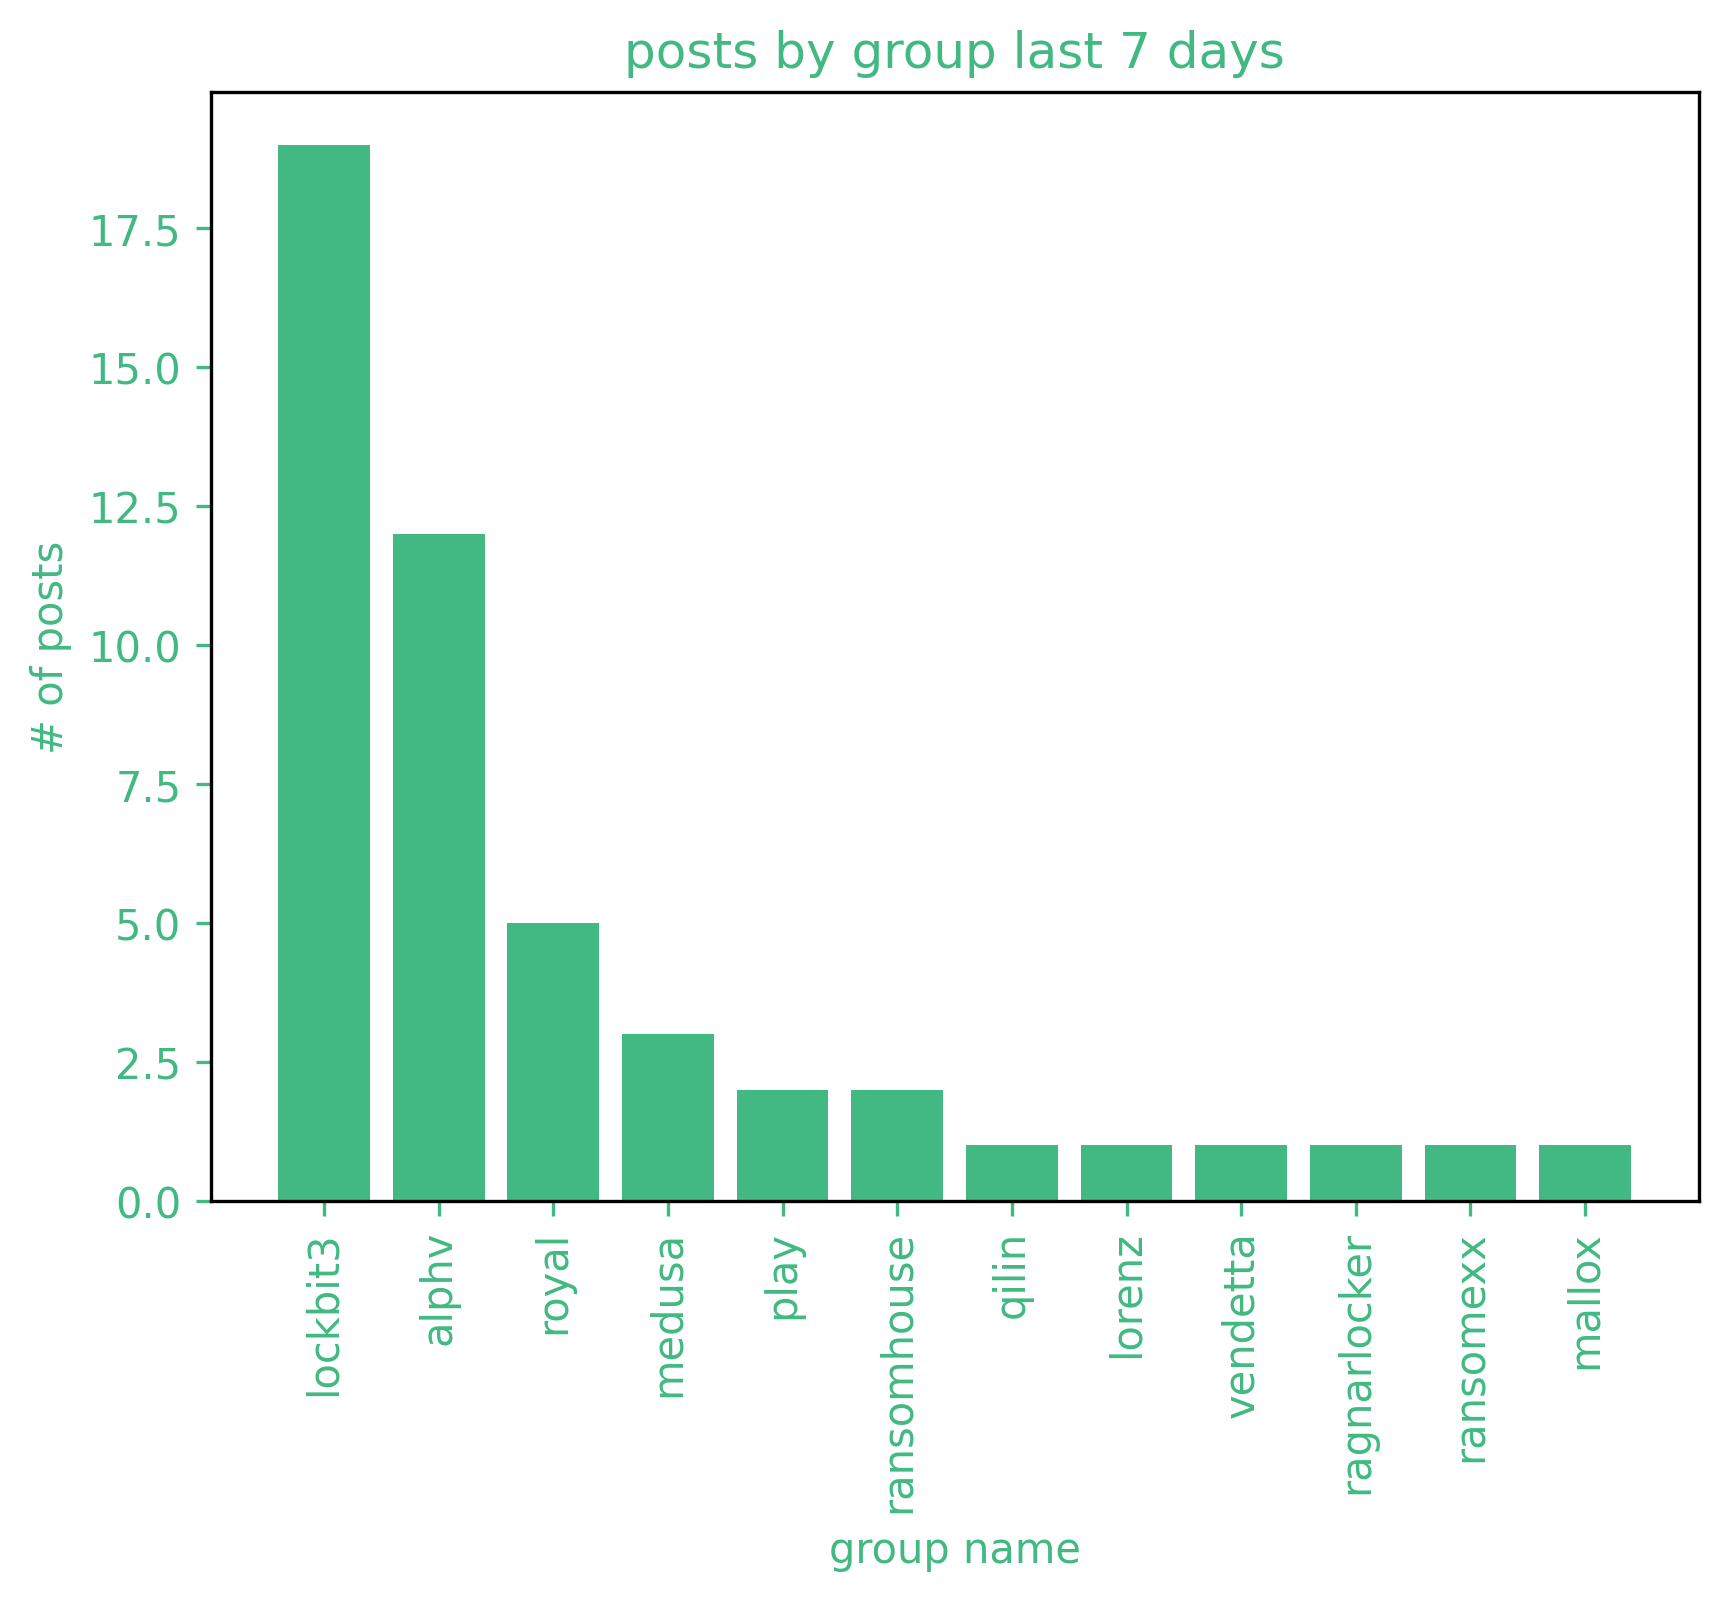 posts by group last 7 days
# of posts
17.5
15.0
12.5
10.0
7.5
5.0
2.5
0.0
lockbit3
alphv
royal
medusa
play
ransomhouse
qilin
lorenz
vendetta
ragnarlocker
ransomexx
mallox
group name